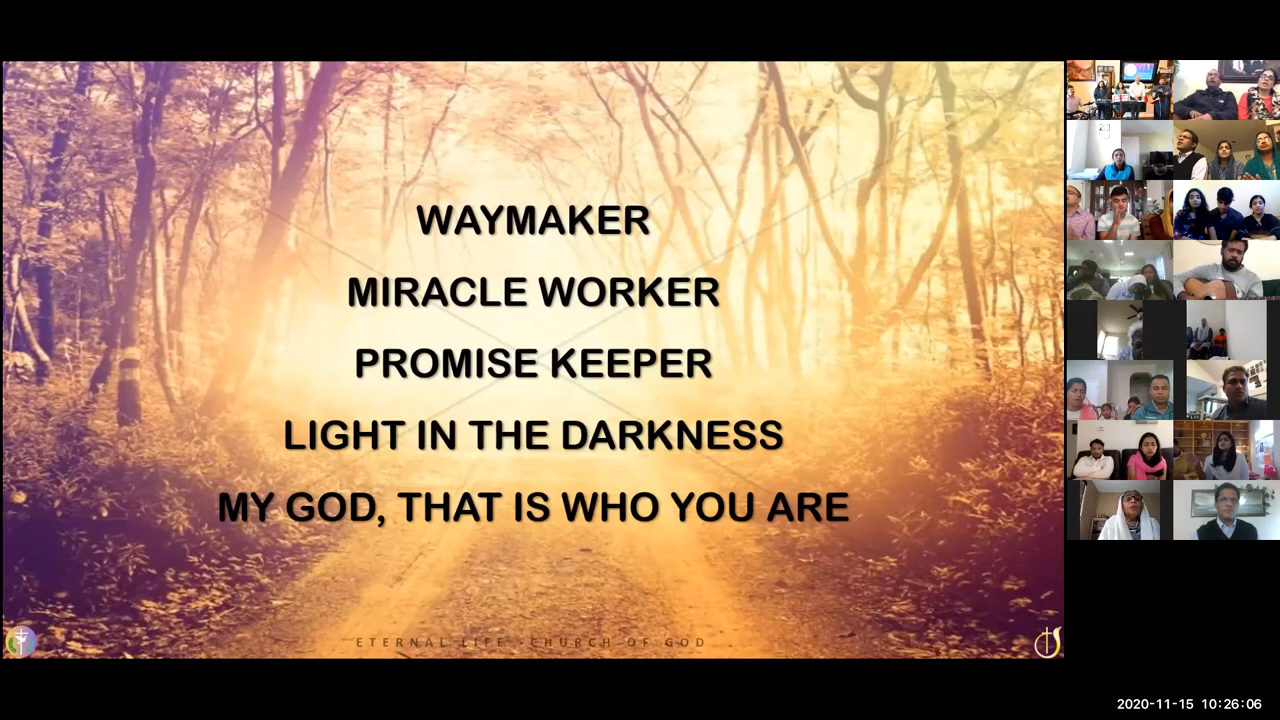 WAYMAKER
MIRACLE WORKER
PROMISE KEEPER
LIGHT IN THE DARKNESS
MY GOD, THAT IS WHO YOU ARE
ETERNAL LIFE CHURCH OF GOD
2020-11-15 10:26:06